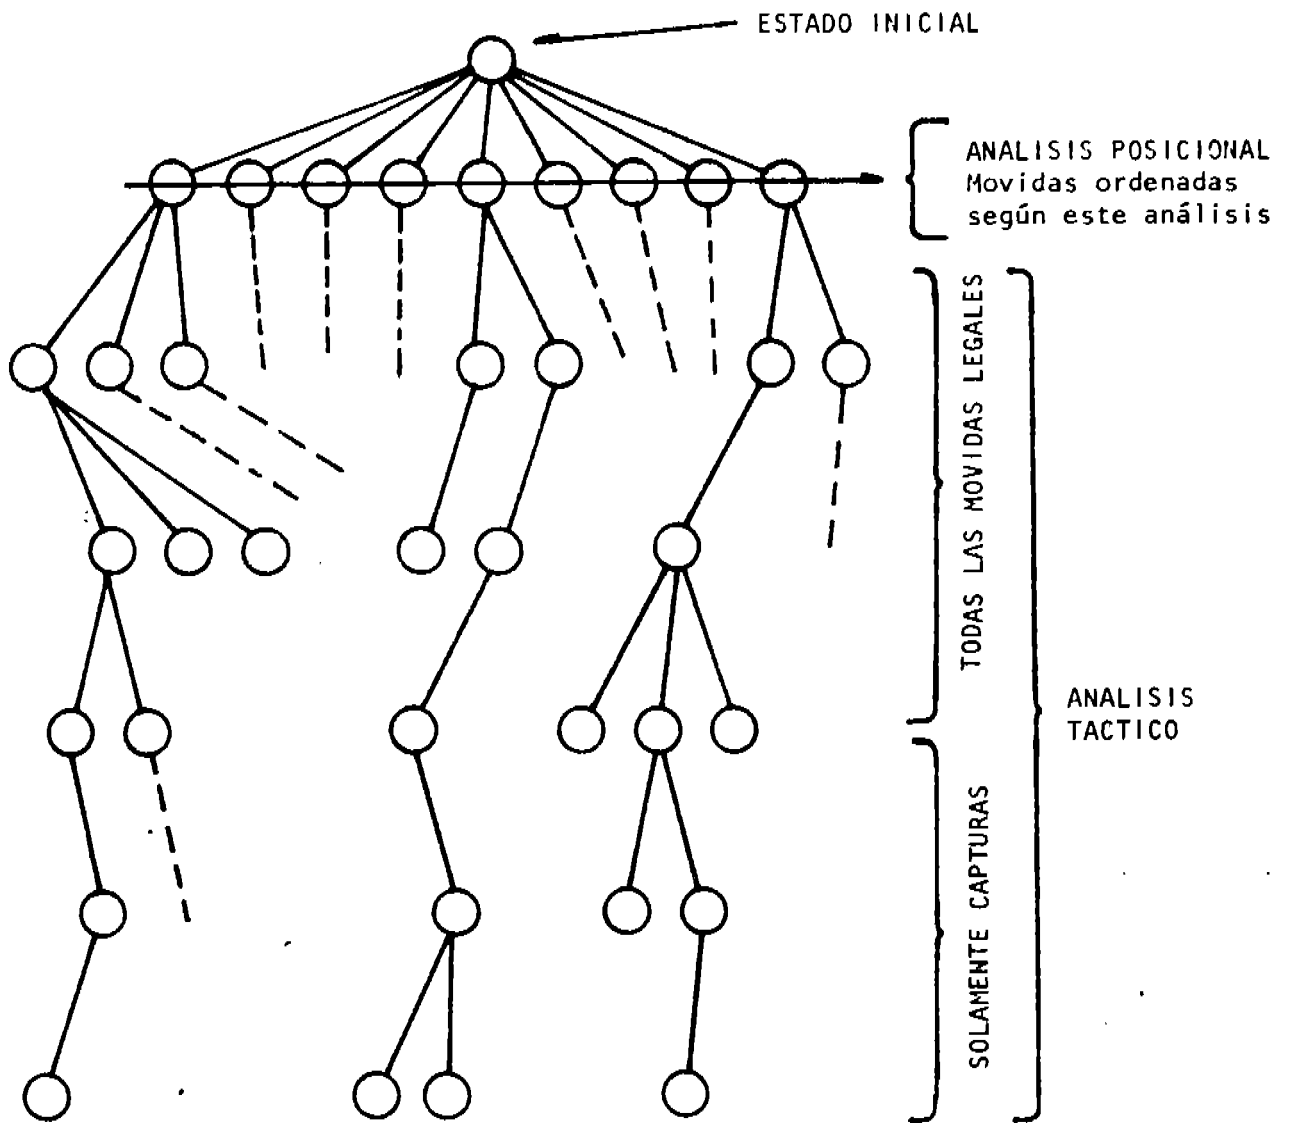 ESTADO INICIAL
ANALISIS POSICIONAL
Movidas ordenadas
según este análisis
TODAS LAS MOVIDAS LEGALES
ANALISIS
TACTICO
SOLAMENTE CAPTURAS